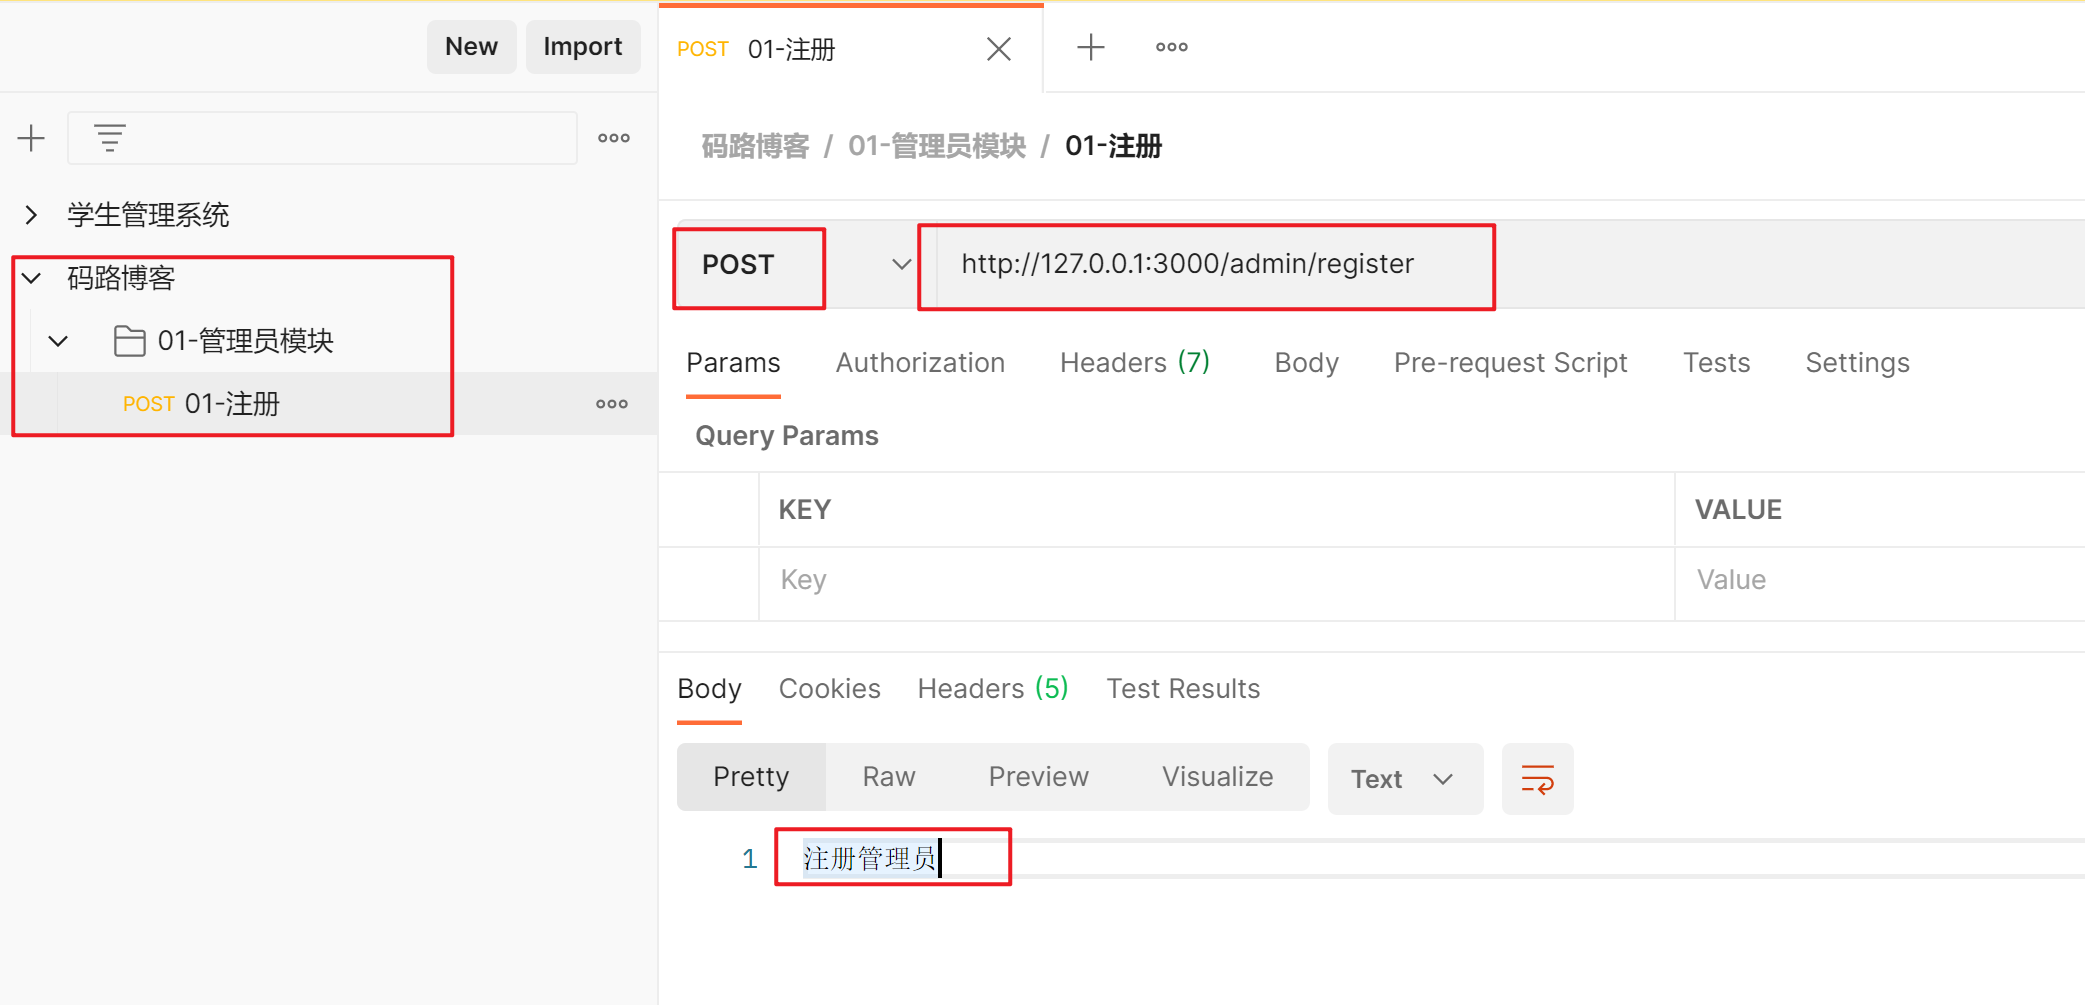 New Import
学生管理系统
码路博客
01-管理员模块
POST 01-注册
POST 01-注册
码路博客 / 01-管理员模块 / 01-注册
POST http://127.0.0.1:3000/admin/register
Params Authorization Headers (7) Body Pre-request Script Tests Settings
Query Params
KEY VALUE
Key Value
Body Cookies Headers (5) Test Results
Pretty Raw Preview Visualize Text
1 注册管理员